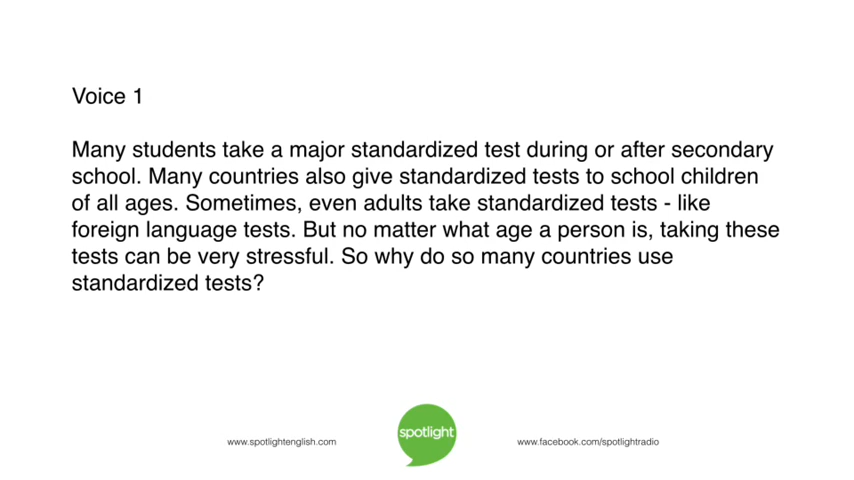 Voice 1
Many students take a major standardized test during or after secondary
school. Many countries also give standardized tests to school children
of all ages. Sometimes, even adults take standardized tests - like
foreign language tests. But no matter what age a person is, taking these
tests can be very stressful. So why do so many countries use
standardized tests?
spotlight
www.spotlightenglish.com
www.facebook.com/spotlightradio